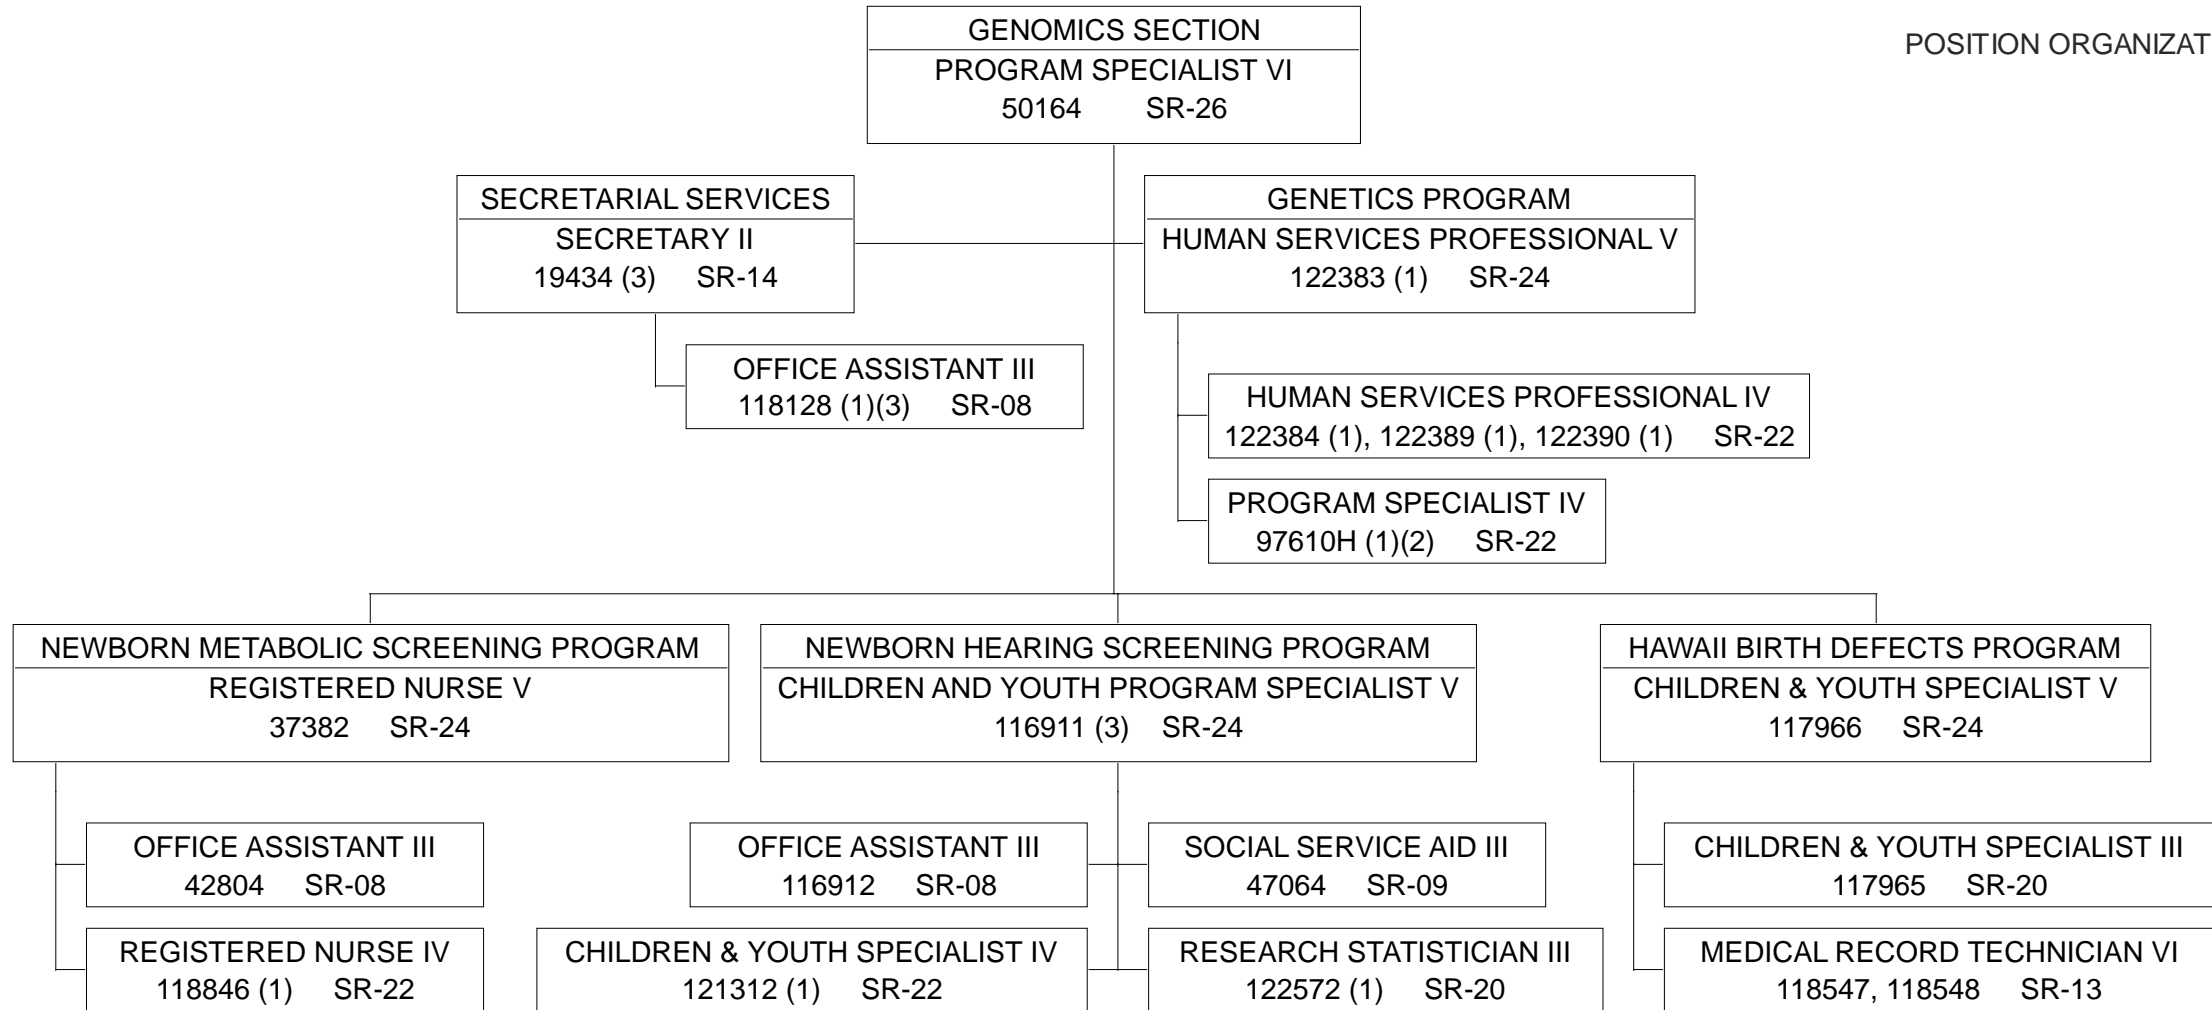 GENOMICS SECTION
PROGRAM SPECIALIST VI
50164 SR-26
POSITION ORGANIZAT
SECRETARIAL SERVICES
SECRETARY II
19434 (3) SR-14
GENETICS PROGRAM
HUMAN SERVICES PROFESSIONAL V
122383 (1) SR-24
OFFICE ASSISTANT III
118128 (1)(3) SR-08
HUMAN SERVICES PROFESSIONAL IV
122384 (1), 122389 (1), 122390 (1) SR-22
PROGRAM SPECIALIST IV
97610H (1)(2) SR-22
NEWBORN METABOLIC SCREENING PROGRAM
REGISTERED NURSE V
37382 SR-24
NEWBORN HEARING SCREENING PROGRAM
CHILDREN AND YOUTH PROGRAM SPECIALIST V
116911 (3) SR-24
HAWAII BIRTH DEFECTS PROGRAM
CHILDREN & YOUTH SPECIALIST V
117966 SR-24
OFFICE ASSISTANT III
42804 SR-08
OFFICE ASSISTANT III
116912 SR-08
SOCIAL SERVICE AID III
47064 SR-09
CHILDREN & YOUTH SPECIALIST III
117965 SR-20
REGISTERED NURSE IV
118846 (1) SR-22
CHILDREN & YOUTH SPECIALIST IV
121312 (1) SR-22
RESEARCH STATISTICIAN III
122572 (1) SR-20
MEDICAL RECORD TECHNICIAN VI
118547, 118548 SR-13